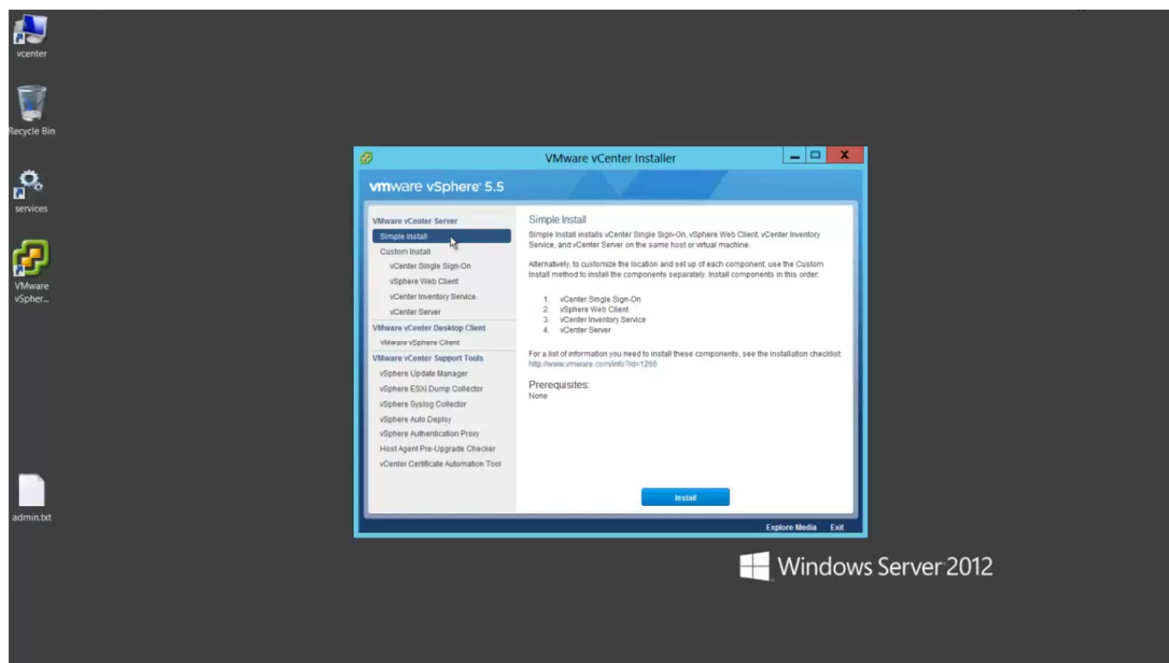 vcenter
Recycle Bin
services
VMware
vSpher...
admin.txt
VMware vCenter Installer
vmware vSphere® 5.5
VMware vCenter Server
Simple Install
Custom Install
vCenter Single Sign-On
vSphere Web Client
vCenter Inventory Service
vCenter Server
VMware vCenter Desktop Client
VMware vSphere Client
VMware vCenter Support Tools
vSphere Update Manager
vSphere ESXi Dump Collector
vSphere Syslog Collector
vSphere Auto Deploy
vSphere Authentication Proxy
Host Agent Pre-Upgrade Checker
vCenter Certificate Automation Tool
Simple Install
Simple Install installs vCenter Single Sign-On, vSphere Web Client, vCenter Inventory
Service, and vCenter Server on the same host or virtual machine.
Alternatively, to customize the location and set up of each component, use the Custom
Install method to install the components separately. Install components in this order:
1. vCenter Single Sign-On
2. vSphere Web Client
3. vCenter Inventory Service
4. vCenter Server
For a list of information you need to install these components, see the installation checklist:
http://www.vmware.com/info?id=1266
Prerequisites:
None
Install
Explore Media Exit
Windows Server 2012